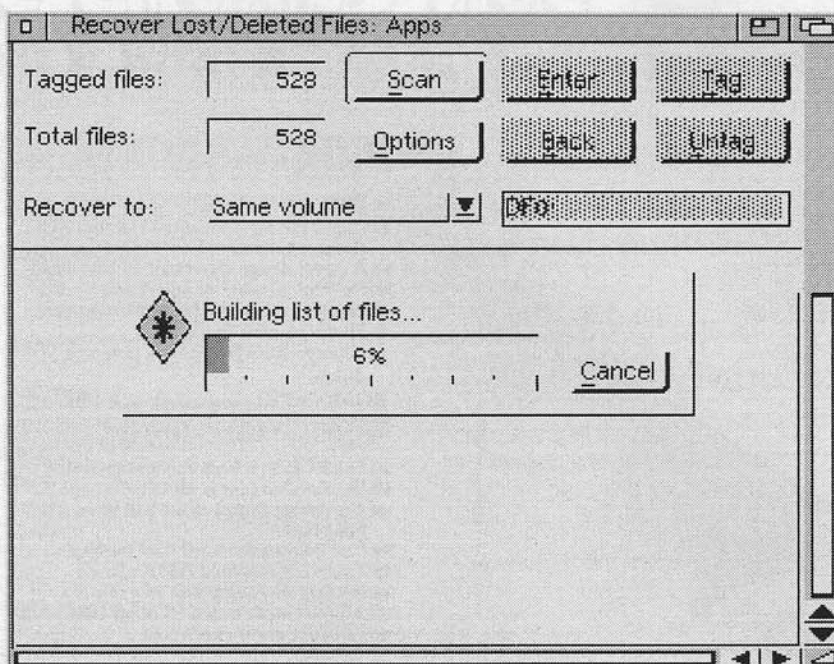 Recover Lost/Deleted Files: Apps
Tagged files: 528 Scan Enter Tag
Total files: 528 Options Back Untag
Recover to: Same volume DF0:
Building list of files...
6%
Cancel